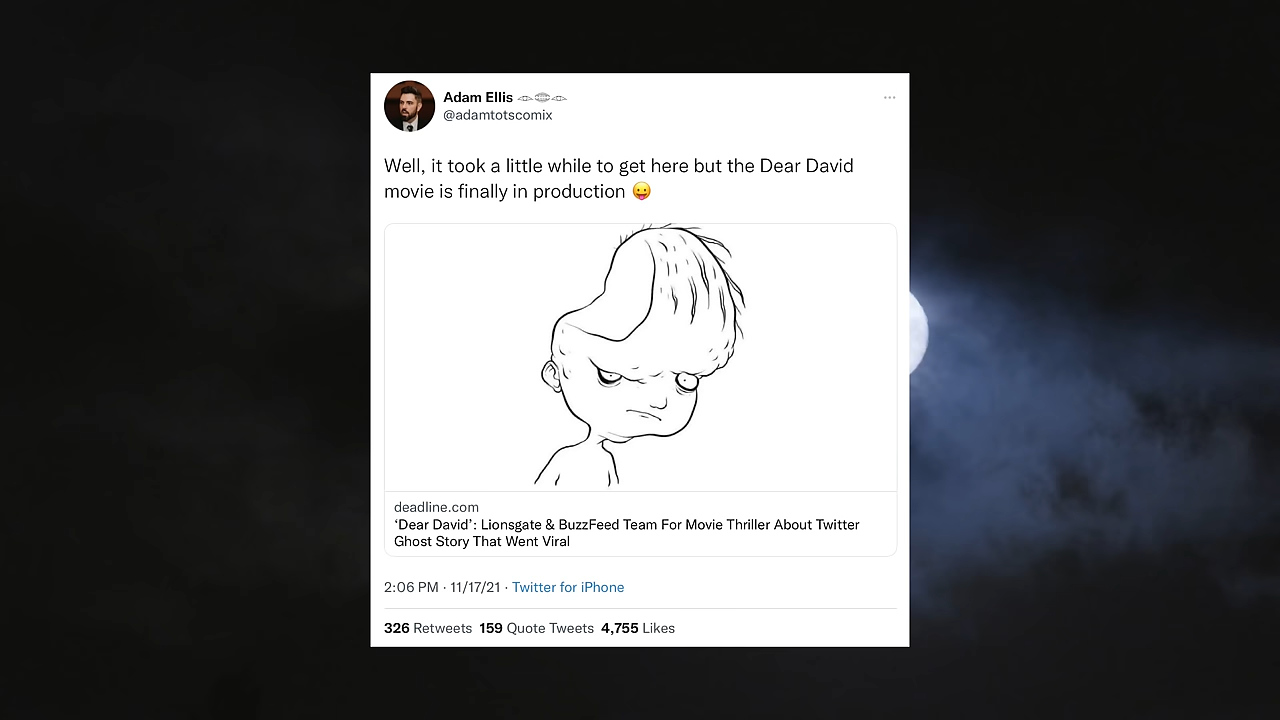 Adam Ellis
@adamtotscomix
Well, it took a little while to get here but the Dear David
movie is finally in production 😛
deadline.com
‘Dear David’: Lionsgate & BuzzFeed Team For Movie Thriller About Twitter
Ghost Story That Went Viral
2:06 PM · 11/17/21 · Twitter for iPhone
326 Retweets 159 Quote Tweets 4,755 Likes